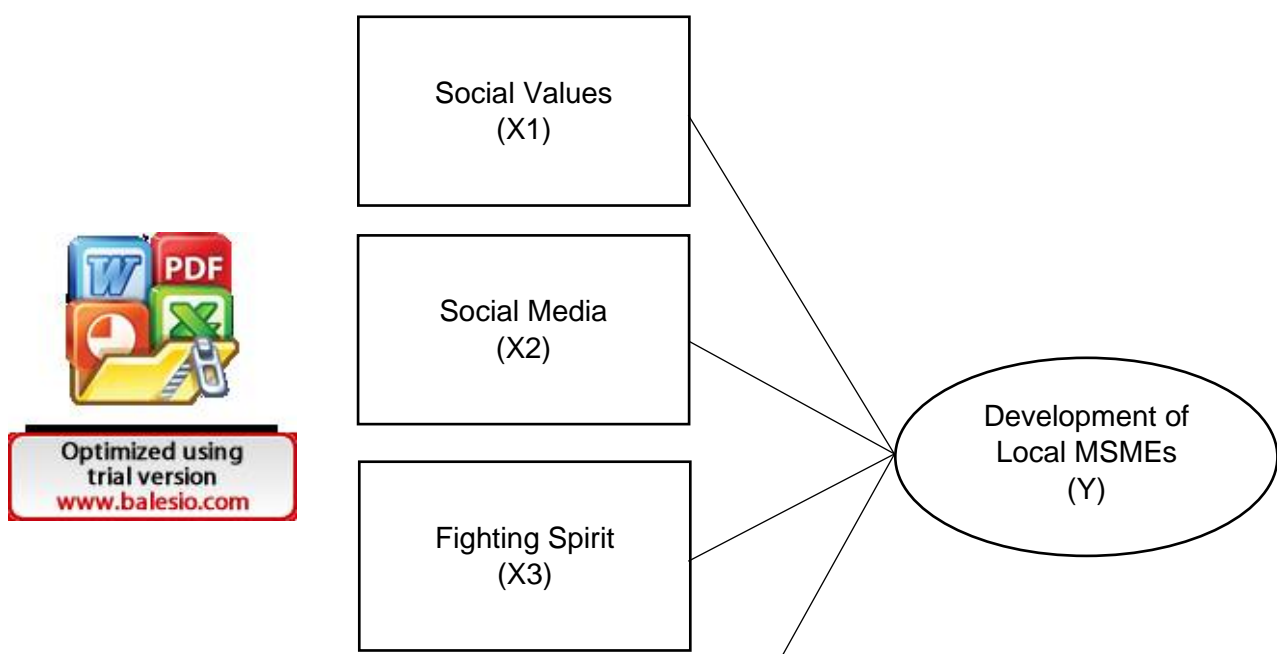 Social Values
(X1)
Social Media
(X2)
Fighting Spirit
(X3)
Development of
Local MSMEs
(Y)
W
PDF
X
Optimized using
trial version
www.balesio.com